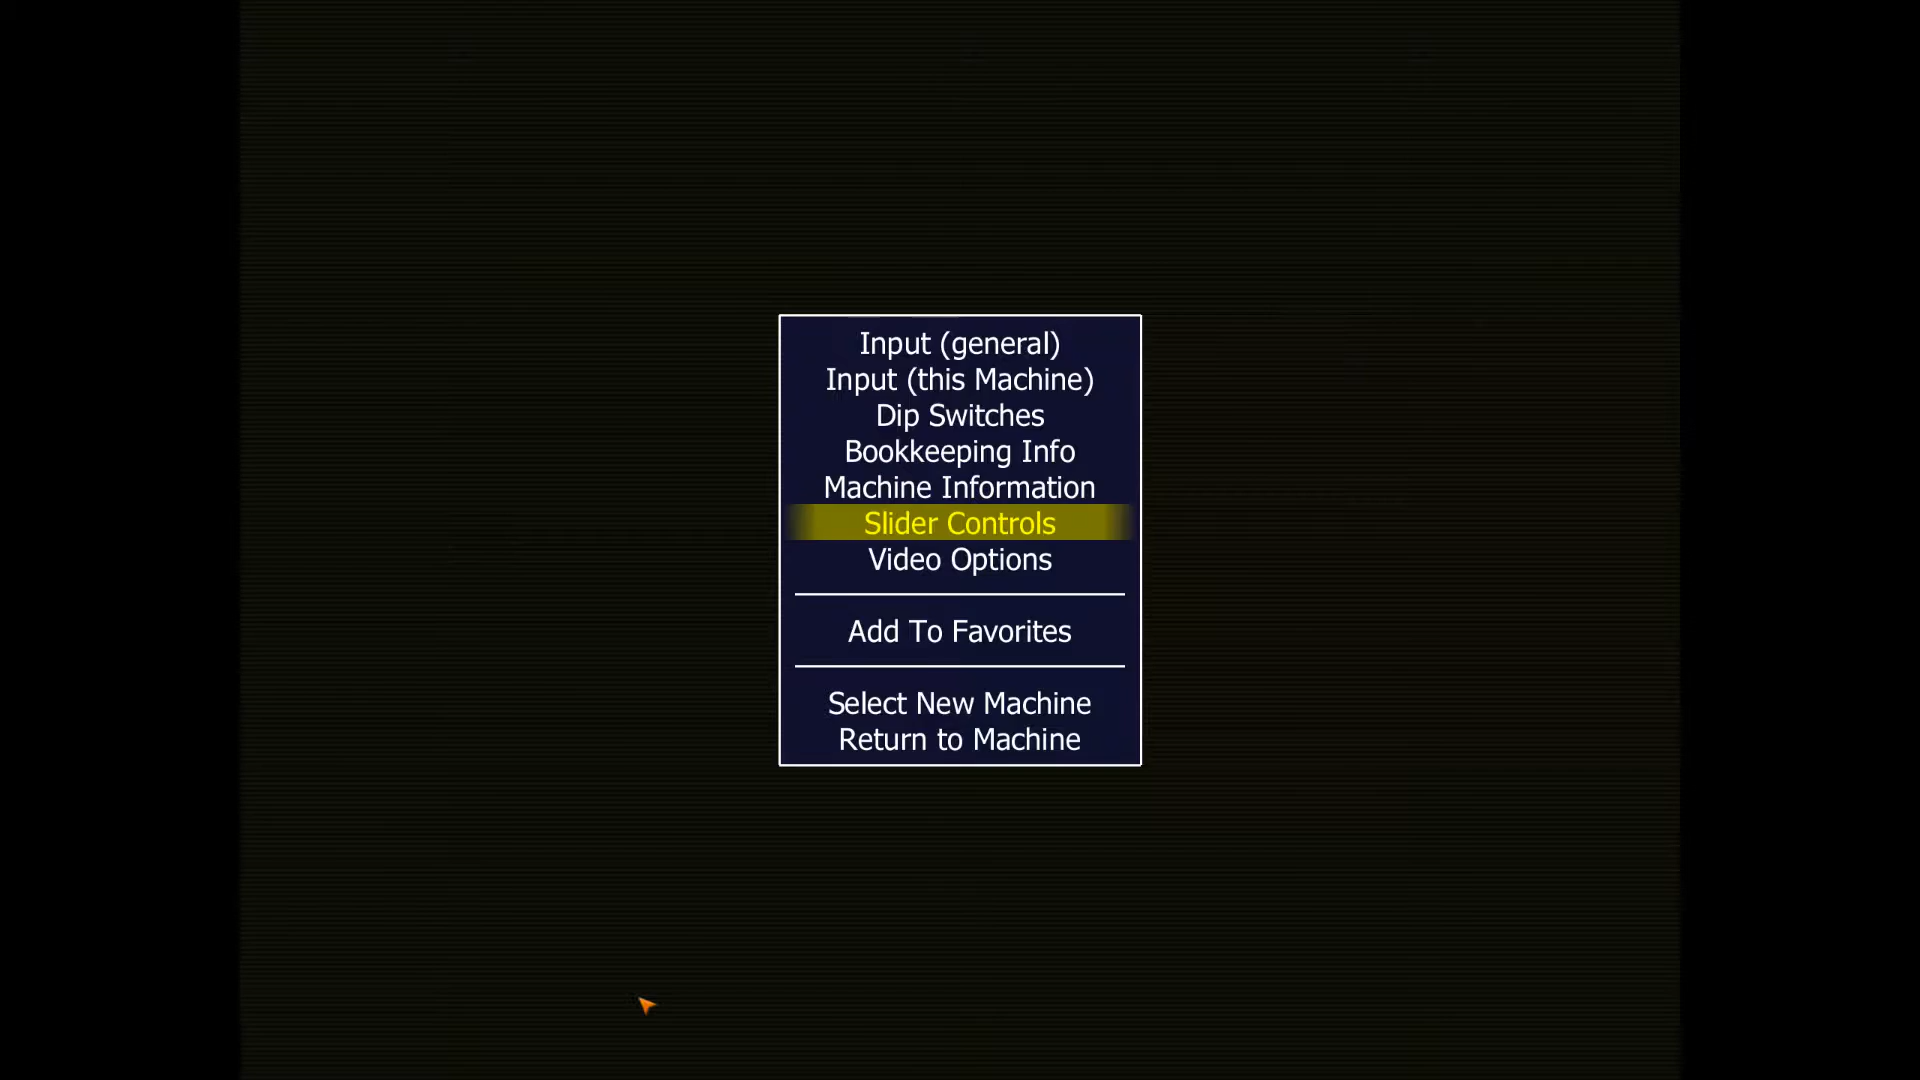 Input (general)
Input (this Machine)
Dip Switches
Bookkeeping Info
Machine Information
Slider Controls
Video Options
Add To Favorites
Select New Machine
Return to Machine